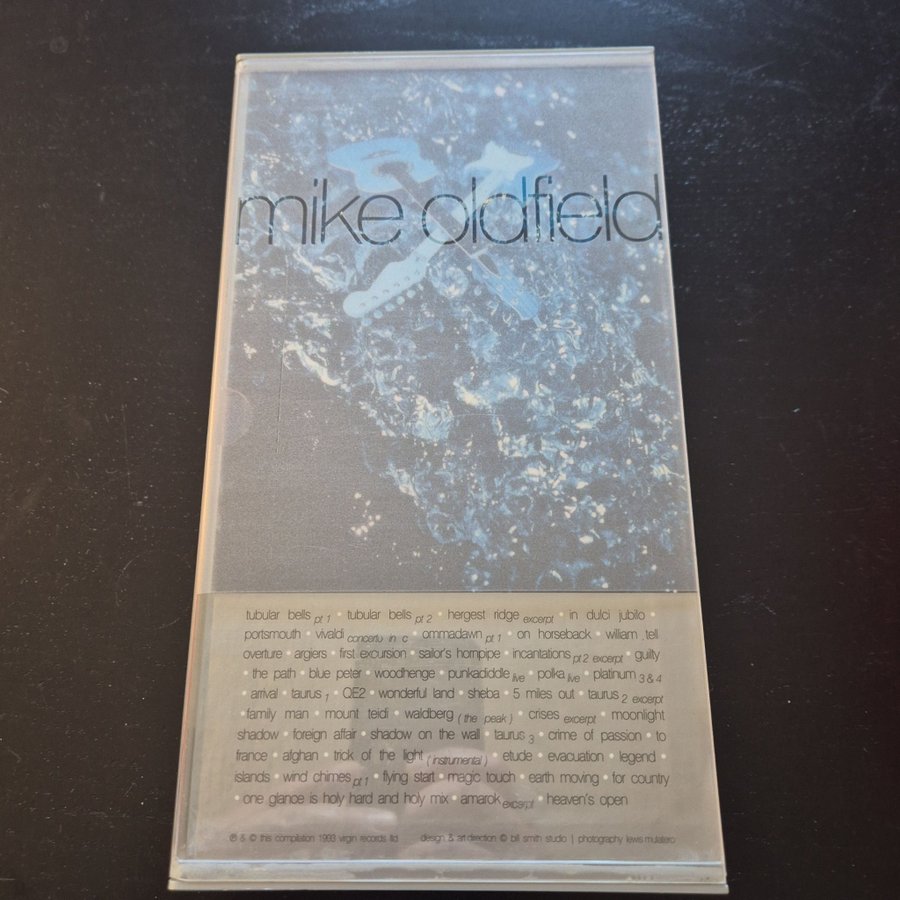 mike oldfield
tubular bells pt 1 • tubular bells pt 2 • hergest ridge excerpt • in dulci jubilo •
portsmouth • vivaldi concerto in c • ommadawn pt 1 • on horseback • william tell
overture • argiers • first excursion • sailor's hornpipe • incantations pt 2 excerpt • guilty
• the path • blue peter • woodhenge • punkadiddle live • polka live • platinum 3 & 4
• arrival • taurus 1 • QE2 • wonderful land • sheba • 5 miles out • taurus 2 excerpt
• family man • mount teidi • waldberg (the peak) • crises excerpt • moonlight
shadow • foreign affair • shadow on the wall • taurus 3 • crime of passion • to
france • afghan • trick of the light (instrumental) • etude • evacuation • legend •
islands • wind chimes pt 1 • flying start • magic touch • earth moving • for country
• one glance is holy hard and holy mix • amarok excerpt • heaven's open
℗ & © this compilation 1993 virgin records ltd design & art direction © bill smith studio | photography lewis mulatero